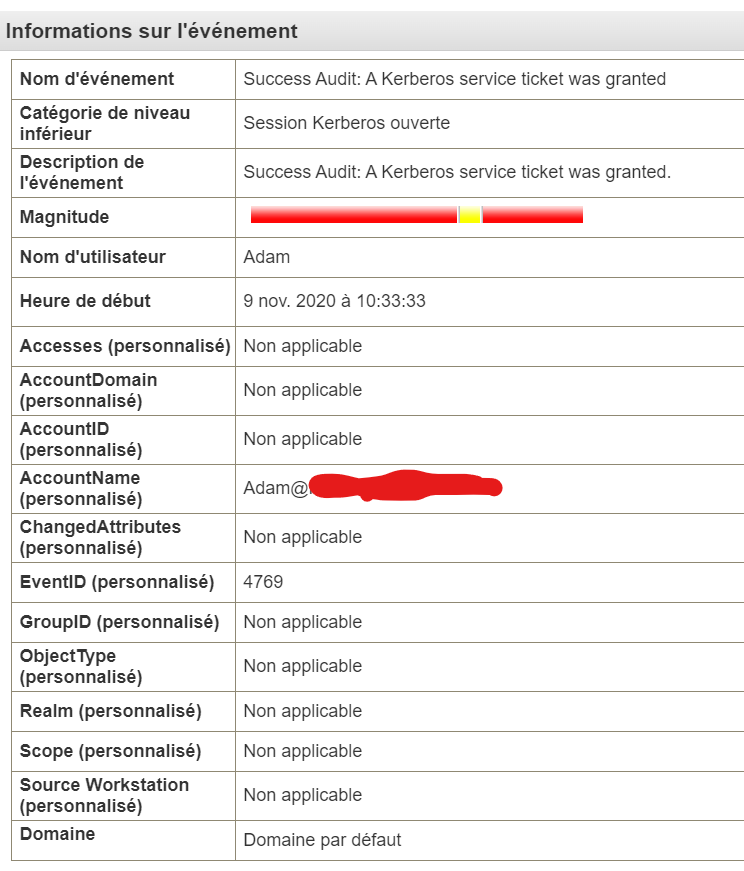 Informations sur l'événement
Nom d'événement Success Audit: A Kerberos service ticket was granted
Catégorie de niveau
inférieur
Session Kerberos ouverte
Description de
l'événement
Success Audit: A Kerberos service ticket was granted.
Magnitude
Nom d'utilisateur Adam
Heure de début 9 nov. 2020 à 10:33:33
Accesses (personnalisé) Non applicable
AccountDomain
(personnalisé)
Non applicable
AccountID
(personnalisé)
Non applicable
AccountName
(personnalisé)
Adam@
ChangedAttributes
(personnalisé)
Non applicable
EventID (personnalisé) 4769
GroupID (personnalisé) Non applicable
ObjectType
(personnalisé)
Non applicable
Realm (personnalisé) Non applicable
Scope (personnalisé) Non applicable
Source Workstation
(personnalisé)
Non applicable
Domaine Domaine par défaut